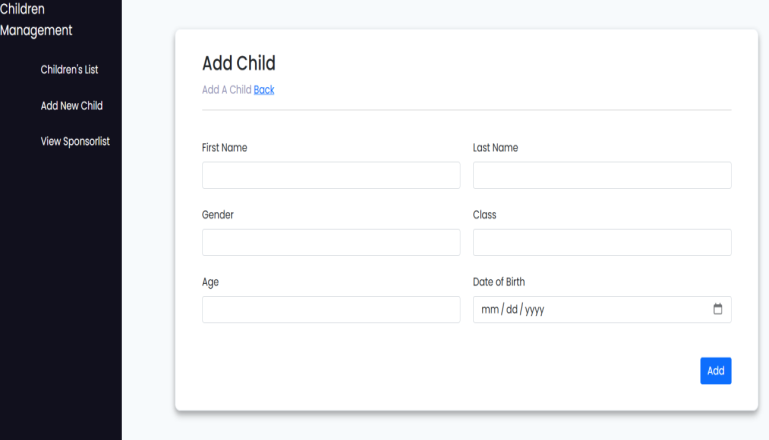 Children
Management
Children's List
Add New Child
View Sponsorlist
Add Child
Add A Child Back
First Name
Last Name
Gender
Class
Age
Date of Birth
mm/dd/yyyy
Add